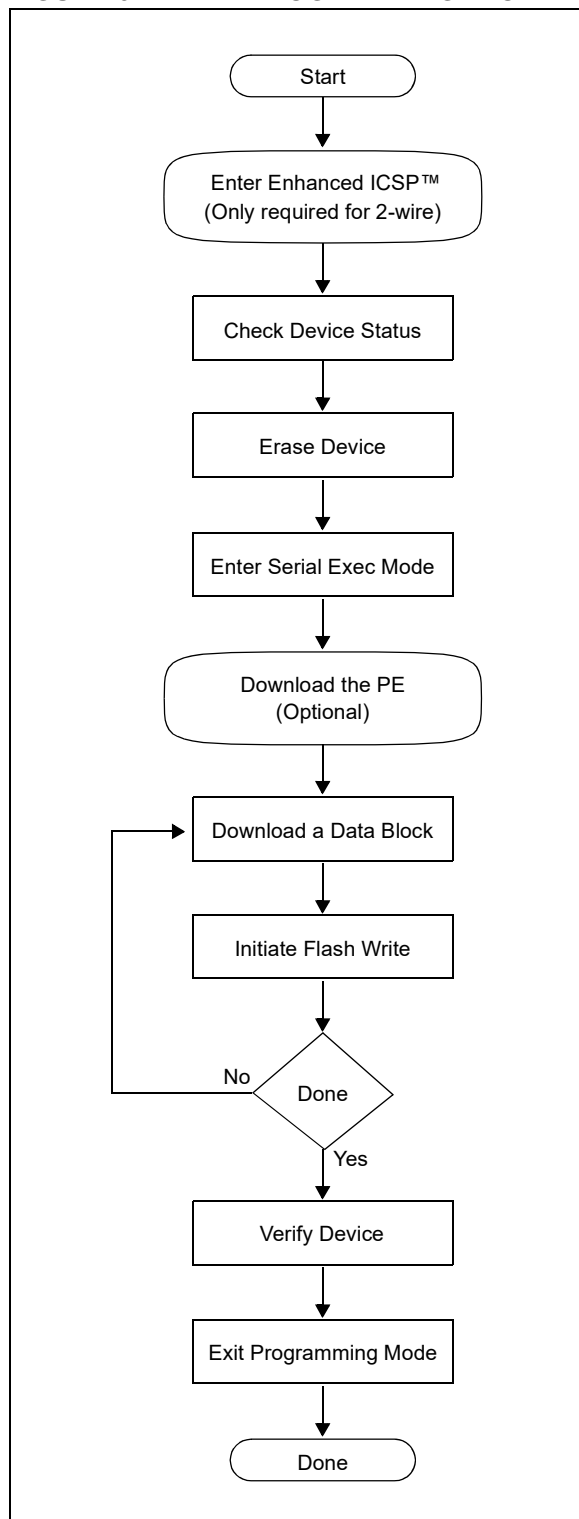 Start
Enter Enhanced ICSP™
(Only required for 2-wire)
Check Device Status
Erase Device
Enter Serial Exec Mode
Download the PE
(Optional)
Download a Data Block
Initiate Flash Write
No
Done
Yes
Verify Device
Exit Programming Mode
Done